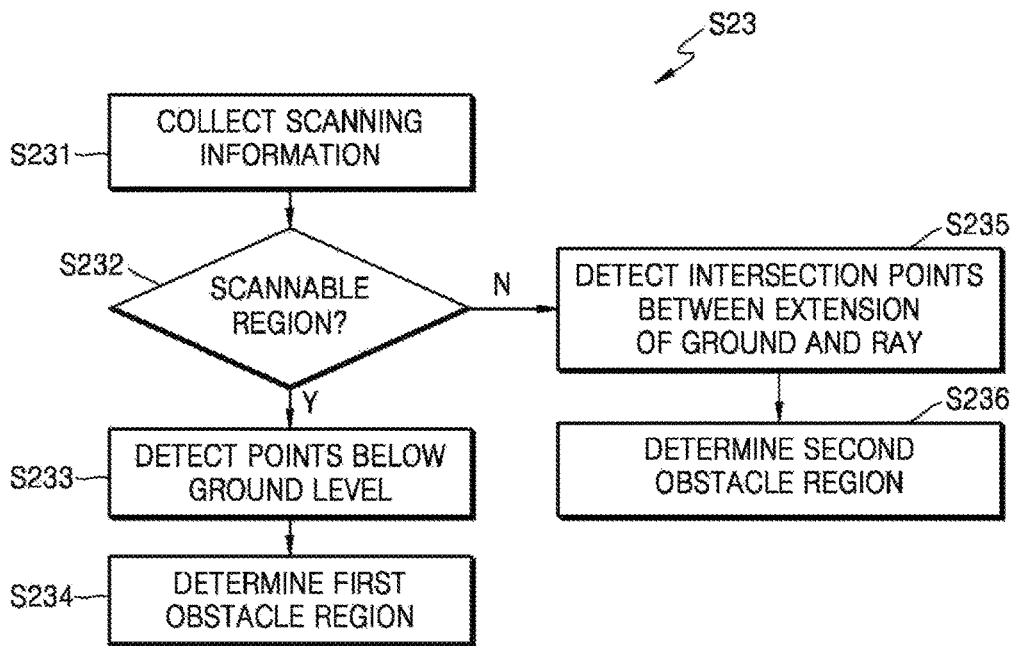 S23
COLLECT SCANNING
INFORMATION
S231
S232
SCANNABLE
REGION?
N
Y
S235
DETECT INTERSECTION POINTS
BETWEEN EXTENSION
OF GROUND AND RAY
S236
DETERMINE SECOND
OBSTACLE REGION
S233
DETECT POINTS BELOW
GROUND LEVEL
S234
DETERMINE FIRST
OBSTACLE REGION